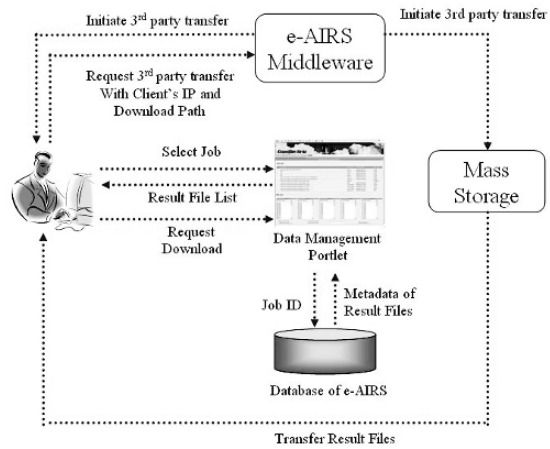 Initiate 3rd party transfer
e-AIRS
Middleware
Initiate 3rd party transfer
Request 3rd party transfer
With Client's IP and
Download Path
Select Job
Result File List
Request
Download
Data Management
Portlet
Mass
Storage
Job ID
Metadata of
Result Files
Database of e-AIRS
Transfer Result Files